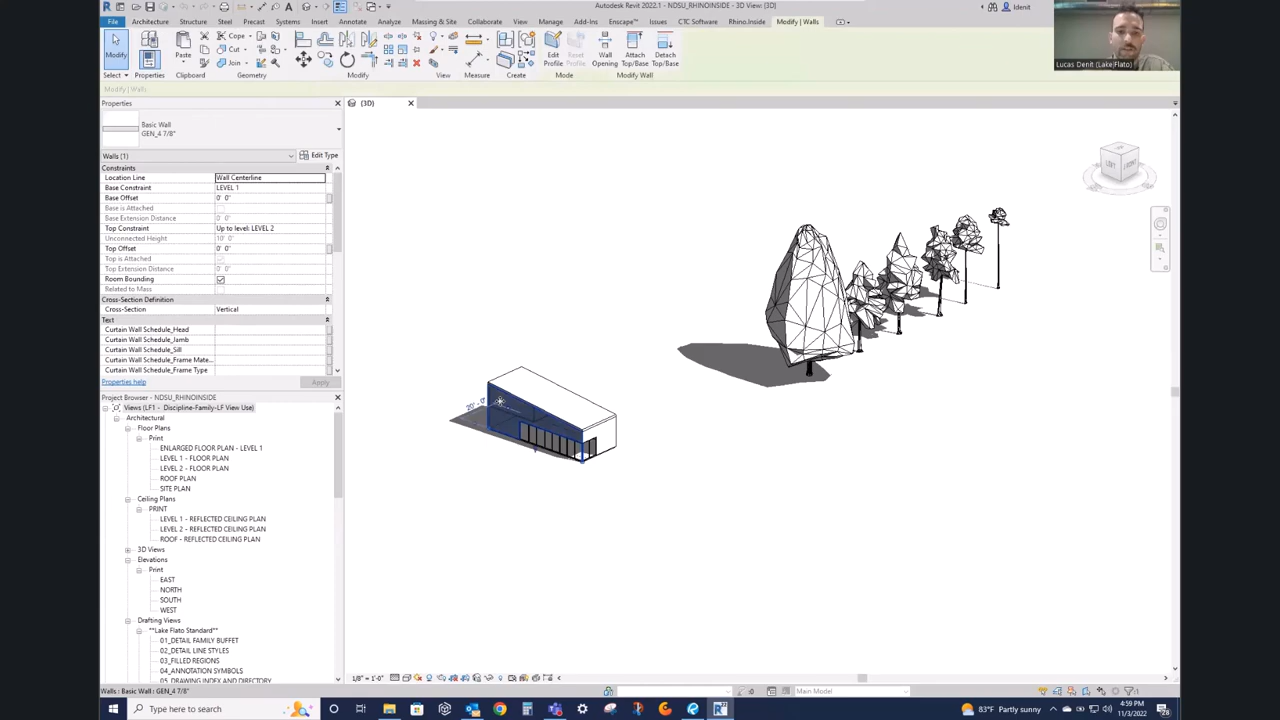 Autodesk Revit 2022.1 - NDSU_RHINOINSIDE - 3D View: {3D}
ldenit
File Architecture Structure Steel Precast Systems Insert Annotate Analyze Massing & Site Collaborate View Manage Add-Ins Enscape™ Issues CTC Software Rhino.Inside Modify | Walls
Modify
Properties
Paste
Cope
Cut
Join
Edit Profile
Reset Profile
Wall Opening
Attach Top/Base
Detach Top/Base
Select Properties Clipboard Geometry Modify View Measure Create Mode Modify Wall
Lucas Denit (Lake|Flato)
Modify | Walls
Properties
{3D}
Basic Wall
GEN_4 7/8"
Walls (1)
Edit Type
Constraints
Location Line Wall Centerline
Base Constraint LEVEL 1
Base Offset 0' 0"
Base is Attached
Base Extension Distance 0' 0"
Top Constraint Up to level: LEVEL 2
Unconnected Height 10' 0"
Top Offset 0' 0"
Top is Attached
Top Extension Distance 0' 0"
Room Bounding
Related to Mass
Cross-Section Definition
Cross-Section Vertical
Text
Curtain Wall Schedule_Head
Curtain Wall Schedule_Jamb
Curtain Wall Schedule_Sill
Curtain Wall Schedule_Frame Mate...
Curtain Wall Schedule_Frame Type
Properties help
Apply
Project Browser - NDSU_RHINOINSIDE
Views (LF1 - Discipline-Family-LF View Use)
Architectural
Floor Plans
Print
ENLARGED FLOOR PLAN - LEVEL 1
LEVEL 1 - FLOOR PLAN
LEVEL 2 - FLOOR PLAN
ROOF PLAN
SITE PLAN
Ceiling Plans
PRINT
LEVEL 1 - REFLECTED CEILING PLAN
LEVEL 2 - REFLECTED CEILING PLAN
ROOF - REFLECTED CEILING PLAN
3D Views
Elevations
Print
EAST
NORTH
SOUTH
WEST
Drafting Views
**Lake Flato Standard**
01_DETAIL FAMILY BUFFET
02_DETAIL LINE STYLES
03_FILLED REGIONS
04_ANNOTATION SYMBOLS
05_DRAWING INDEX AND DIRECTORY
20' - 0"
LEFT
FRONT
1/8" = 1'-0"
Walls : Basic Wall : GEN_4 7/8"
:0
Main Model
Type here to search
83°F Partly sunny
4:59 PM
11/3/2022